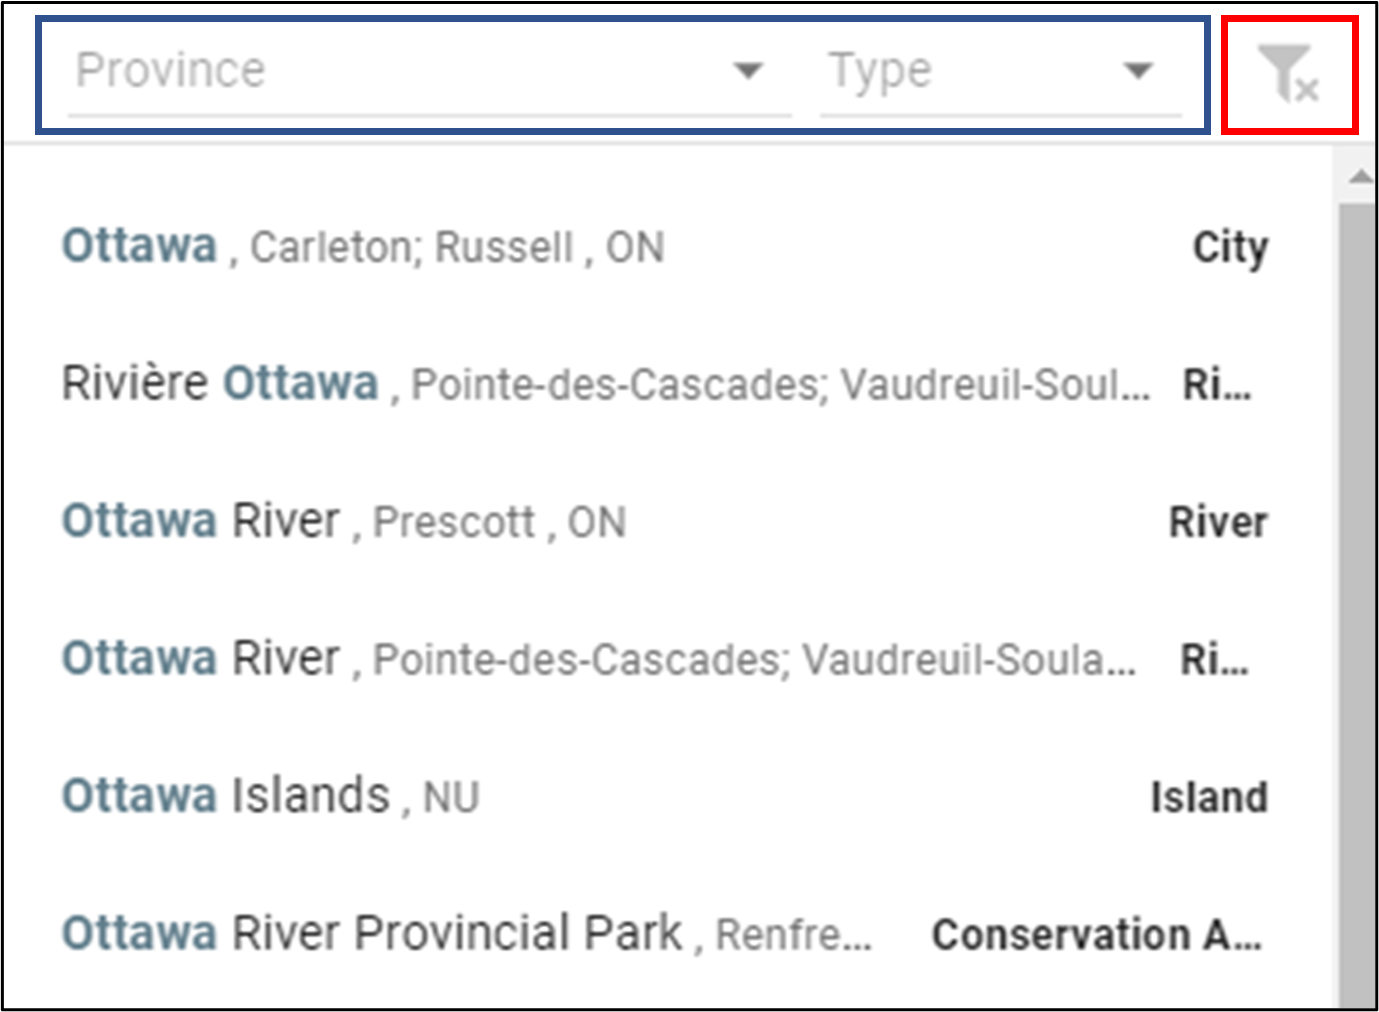 Province Type
Ottawa , Carleton; Russell , ON City
Rivière Ottawa , Pointe-des-Cascades; Vaudreuil-Soul... Ri...
Ottawa River , Prescott , ON River
Ottawa River , Pointe-des-Cascades; Vaudreuil-Soula... Ri...
Ottawa Islands , NU Island
Ottawa River Provincial Park , Renfre... Conservation A...